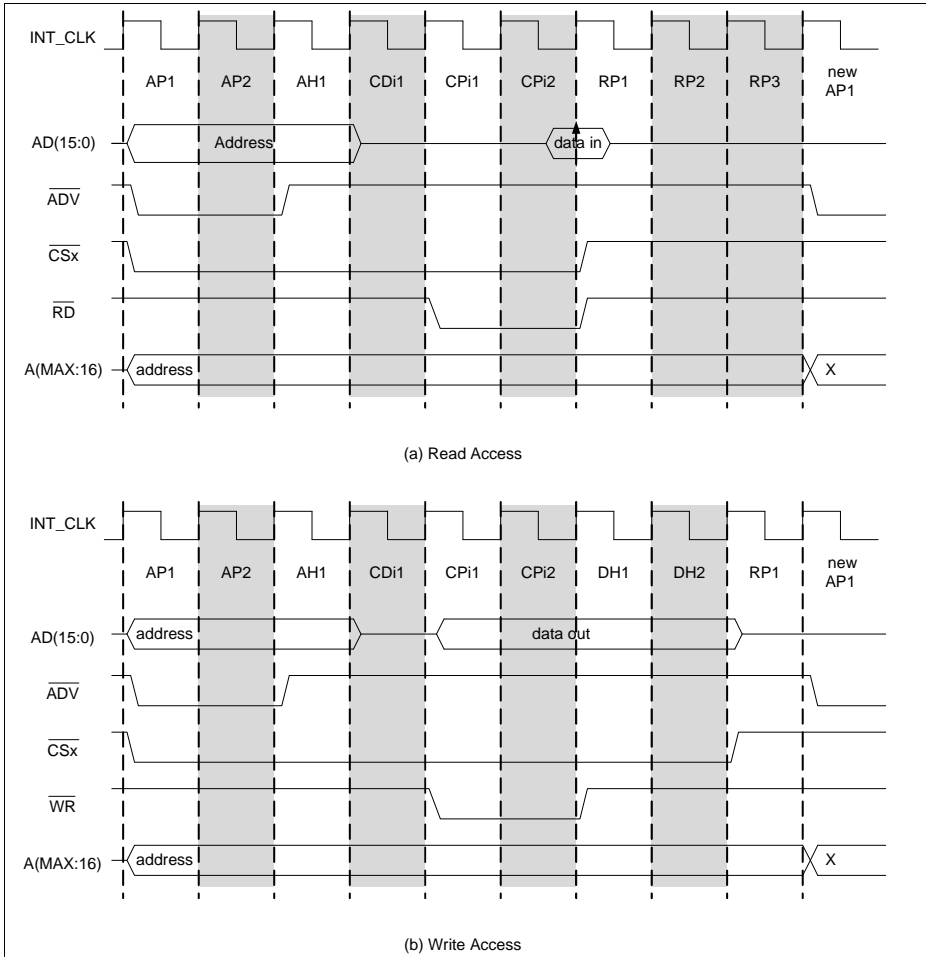 INT_CLK
AP1 AP2 AH1 CDi1 CPi1 CPi2 RP1 RP2 RP3 new AP1
AD(15:0) Address data in
ADV
CSx
RD
A(MAX:16) address X
(a) Read Access
INT_CLK
AP1 AP2 AH1 CDi1 CPi1 CPi2 DH1 DH2 RP1 new AP1
AD(15:0) address data out
ADV
CSx
WR
A(MAX:16) address X
(b) Write Access